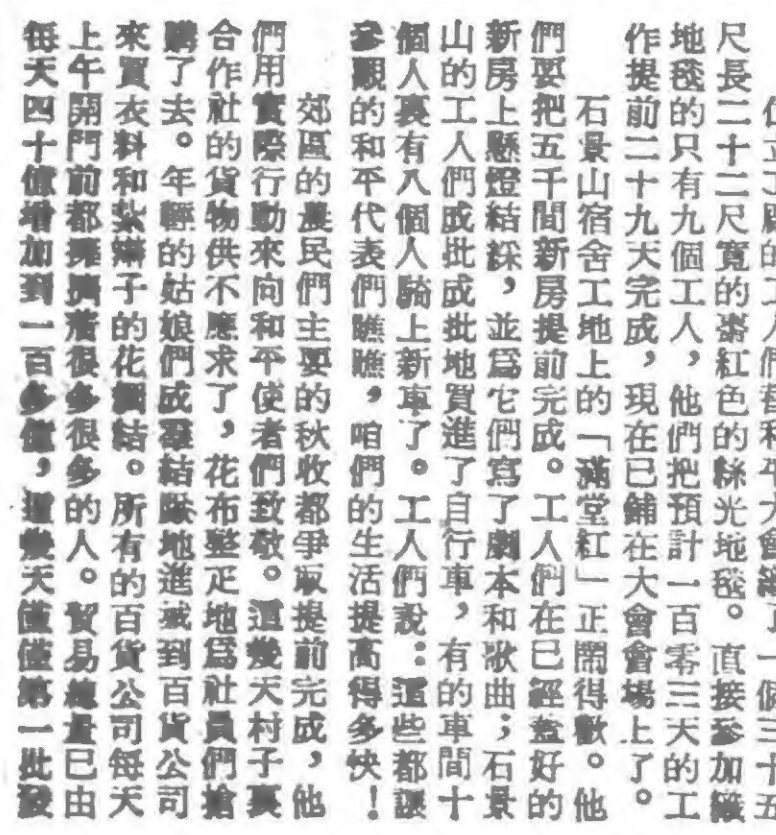 尺長二十二尺寬的棗紅色的絲光地毯。直接參加織
地毯的只有九個工人，他們把預計一百零三天的工
作提前二十九天完成，現在已鋪在大會會場上了。
石景山宿舍工地上的「滿堂紅」正鬧得歡。他
們要把五千間新房提前完成。工人們在已經蓋好的
新房上懸燈結綵，並爲它們寫了劇本和歌曲；石景
山的工人們成批成批地買進了自行車，有的車間十
個人裏有八個人騎上新車了。工人們說：這些都讓
參觀的和平代表們瞧瞧，咱們的生活提高得多快！
郊區的農民們主要的秋收都爭取提前完成，他
們用實際行動來向和平使者們致敬。這幾天村子裏
合作社的貨物供不應求了，花布整疋地爲社員們搶
購了去。年輕的姑娘們成羣結隊地進城到百貨公司
來買衣料和紮辮子的花綢結。所有的百貨公司每天
上午開門前都擁擠着很多很多的人。貿易總量已由
每天四十億增加到一百多億，這幾天僅僅第一批發